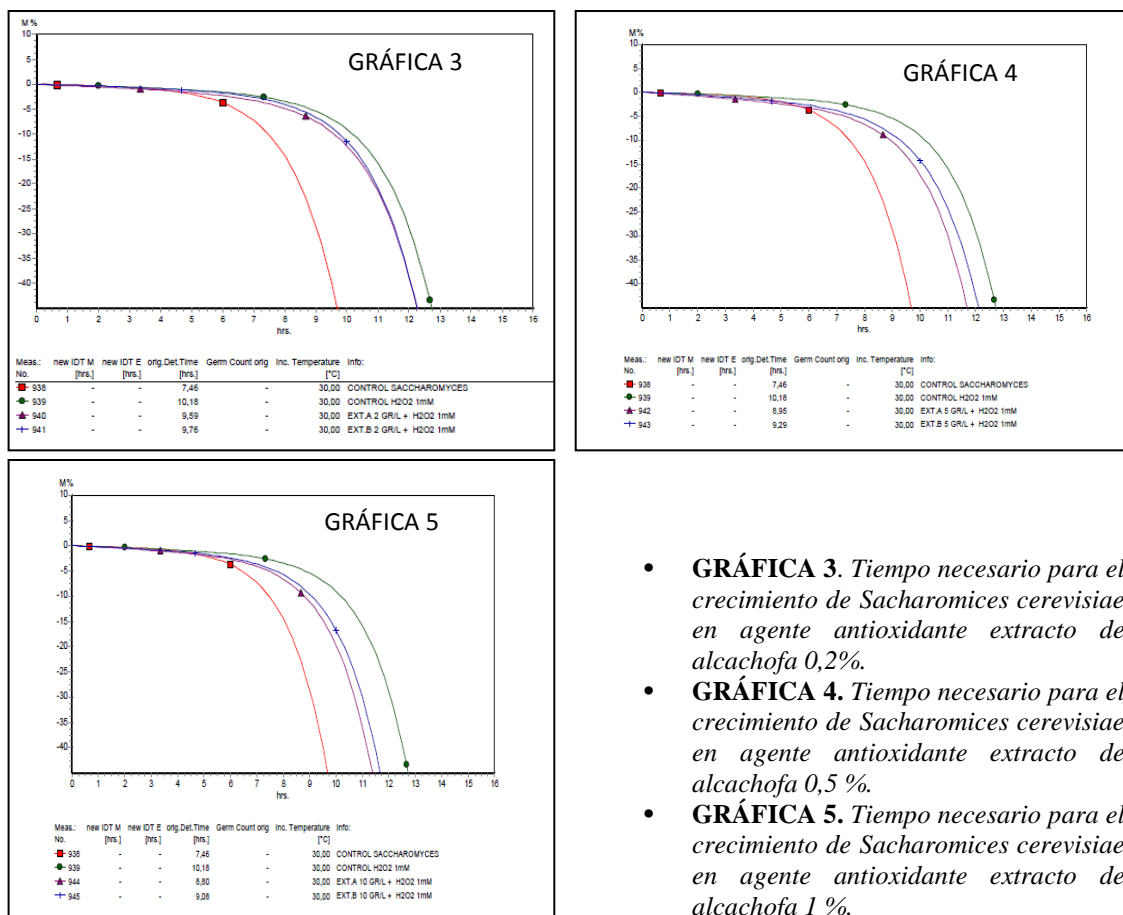 M%
GRÁFICA 3
10
5
0
-5
-10
-15
-20
-25
-30
-35
-40
0 1 2 3 4 5 6 7 8 9 10 11 12 13 14 15 16
hrs.
Meas.: new IDT M new IDT E orig.Det.Time Germ Count orig Inc. Temperature Info:
No. [hrs.] [hrs.] [hrs.] [°C]
938 - - 7,46 - 30,00 CONTROL SACCHAROMYCES
939 - - 10,18 - 30,00 CONTROL H2O2 1mM
940 - - 9,59 - 30,00 EXT.A 2 GR/L + H2O2 1mM
941 - - 9,76 - 30,00 EXT.B 2 GR/L + H2O2 1mM
M%
GRÁFICA 4
10
5
0
-5
-10
-15
-20
-25
-30
-35
-40
0 1 2 3 4 5 6 7 8 9 10 11 12 13 14 15 16
hrs.
Meas.: new IDT M new IDT E orig.Det.Time Germ Count orig Inc. Temperature Info:
No. [hrs.] [hrs.] [hrs.] [°C]
938 - - 7,46 - 30,00 CONTROL SACCHAROMYCES
939 - - 10,18 - 30,00 CONTROL H2O2 1mM
942 - - 8,95 - 30,00 EXT.A 5 GR/L + H2O2 1mM
943 - - 9,29 - 30,00 EXT.B 5 GR/L + H2O2 1mM
M%
GRÁFICA 5
10
5
0
-5
-10
-15
-20
-25
-30
-35
-40
0 1 2 3 4 5 6 7 8 9 10 11 12 13 14 15 16
hrs.
Meas.: new IDT M new IDT E orig.Det.Time Germ Count orig Inc. Temperature Info:
No. [hrs.] [hrs.] [hrs.] [°C]
938 - - 7,46 - 30,00 CONTROL SACCHAROMYCES
939 - - 10,18 - 30,00 CONTROL H2O2 1mM
944 - - 8,80 - 30,00 EXT.A 10 GR/L + H2O2 1mM
945 - - 9,08 - 30,00 EXT.B 10 GR/L + H2O2 1mM
• GRÁFICA 3. Tiempo necesario para el
crecimiento de Sacharomices cerevisiae
en agente antioxidante extracto de
alcachofa 0,2%.
• GRÁFICA 4. Tiempo necesario para el
crecimiento de Sacharomices cerevisiae
en agente antioxidante extracto de
alcachofa 0,5 %.
• GRÁFICA 5. Tiempo necesario para el
crecimiento de Sacharomices cerevisiae
en agente antioxidante extracto de
alcachofa 1 %.